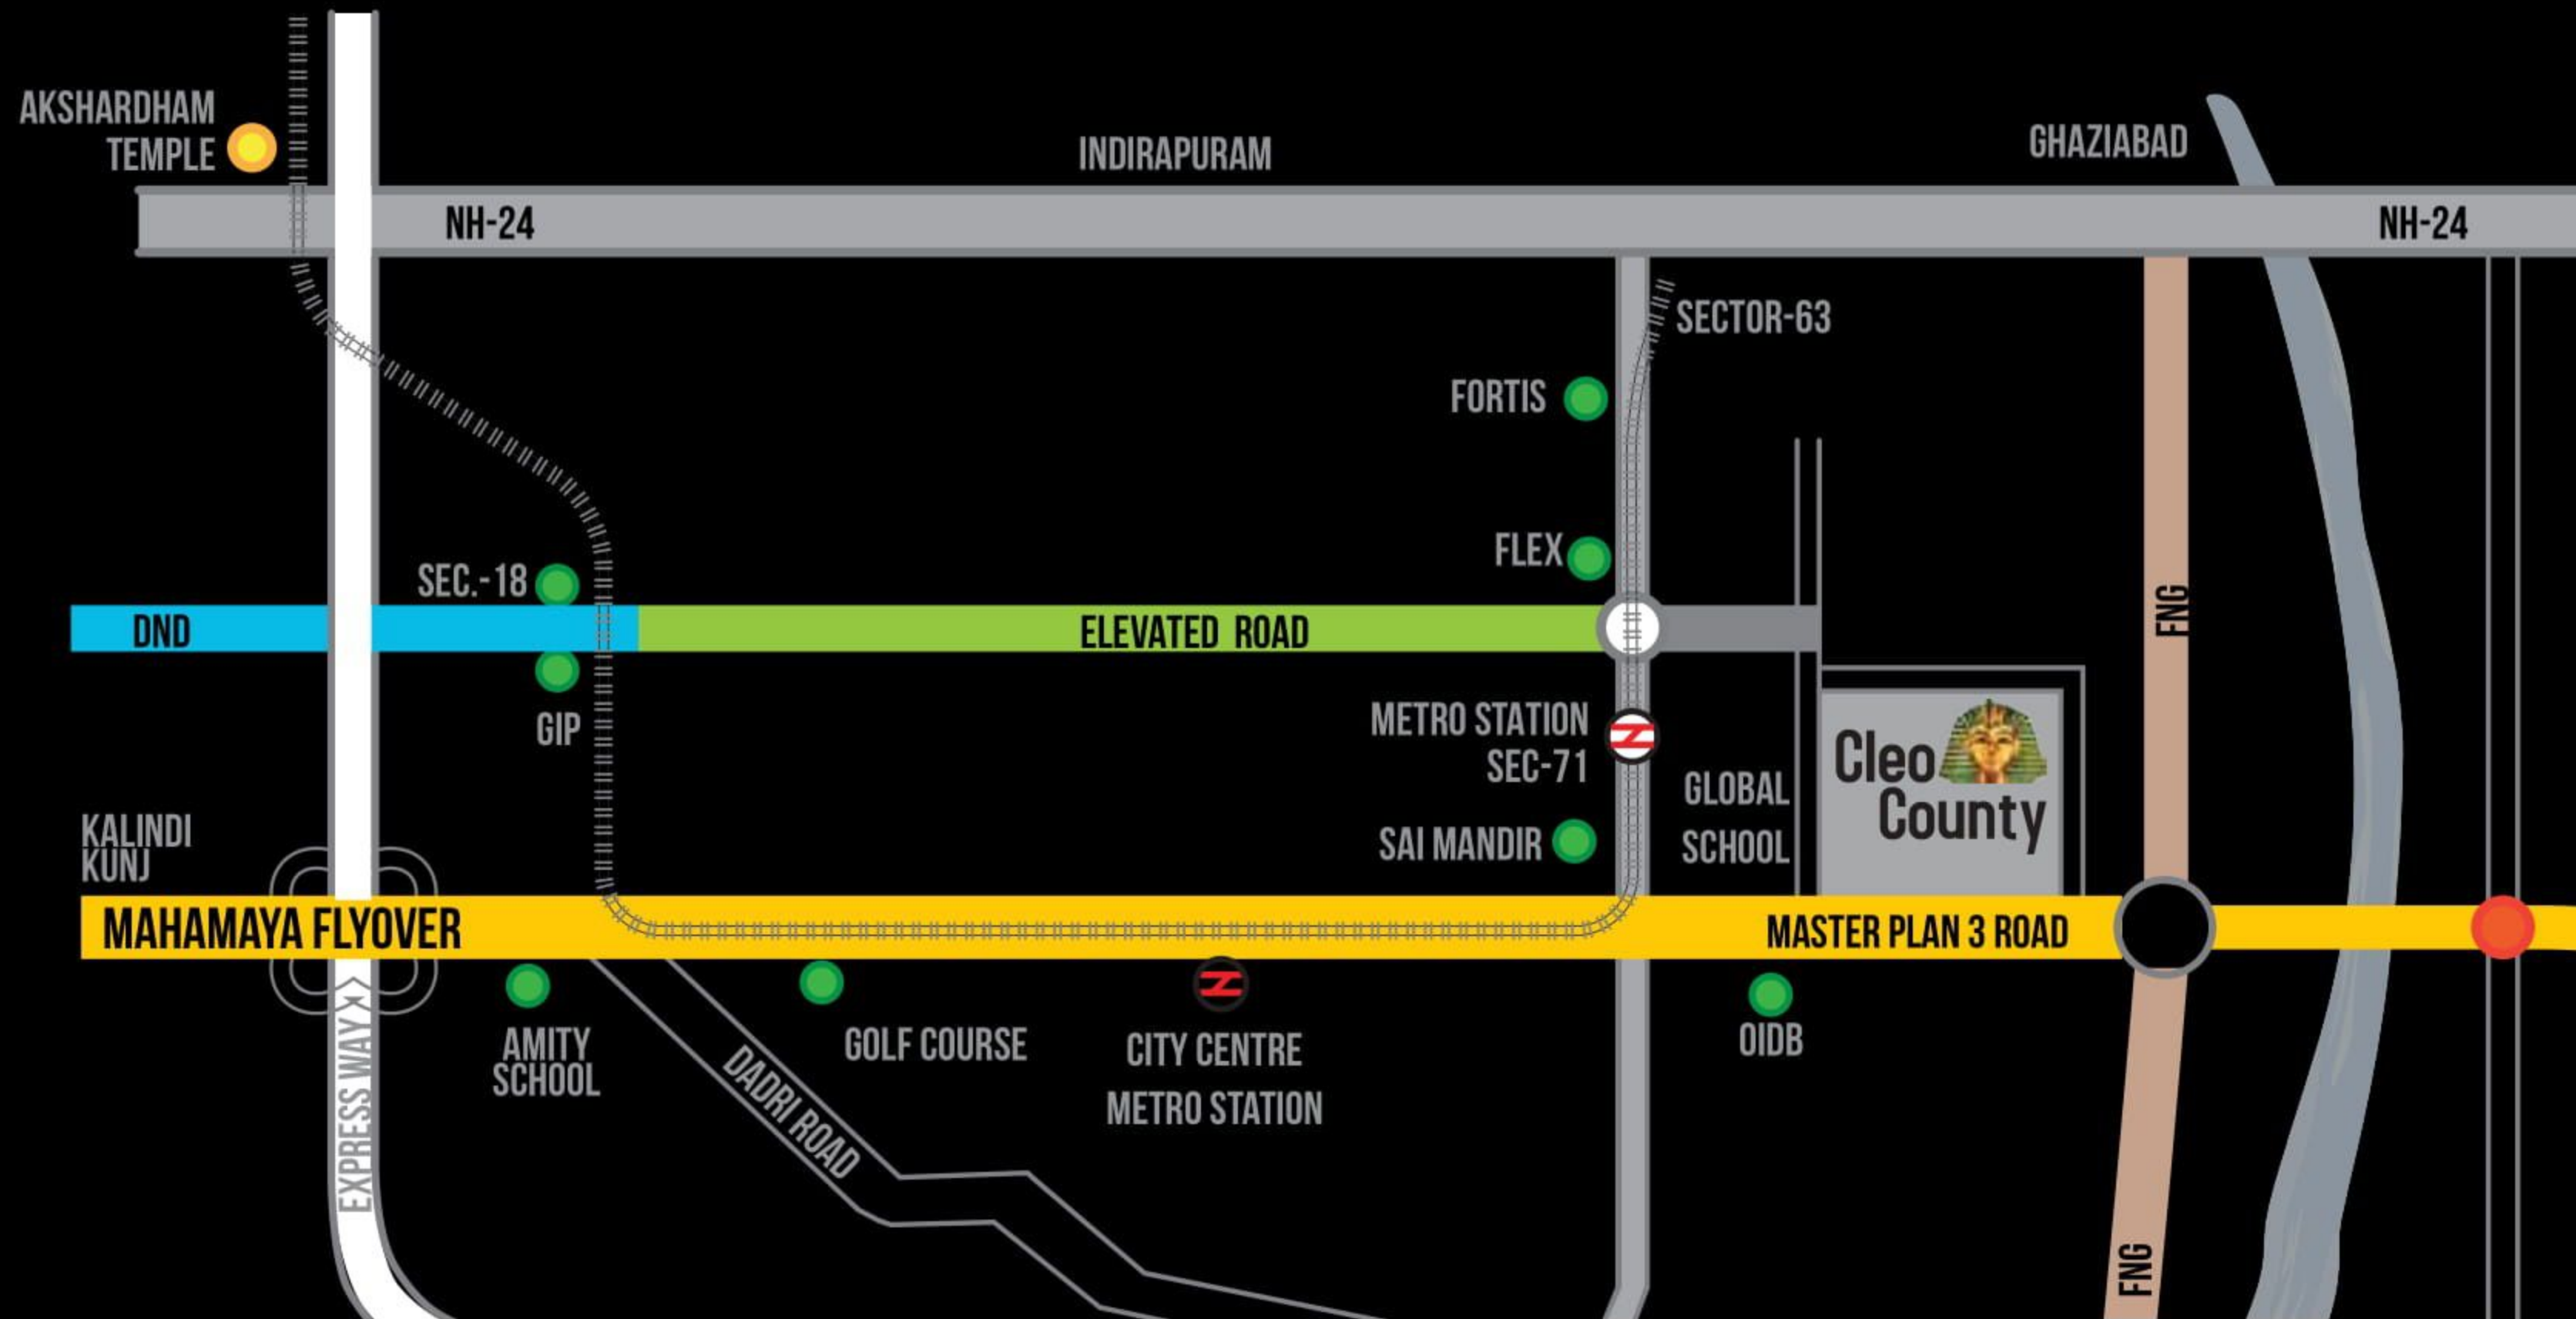 AKSHARDHAM
TEMPLE
INDIRAPURAM
GHAZIABAD
NH-24
NH-24
SECTOR-63
FORTIS
FLEX
SEC.-18
DND
ELEVATED ROAD
FNG
GIP
METRO STATION
SEC-71
GLOBAL
SCHOOL
Cleo
County
SAI MANDIR
KALINDI
KUNJ
MAHAMAYA FLYOVER
MASTER PLAN 3 ROAD
EXPRESS WAY
AMITY
SCHOOL
DADRI ROAD
GOLF COURSE
CITY CENTRE
METRO STATION
OIDB
FNG